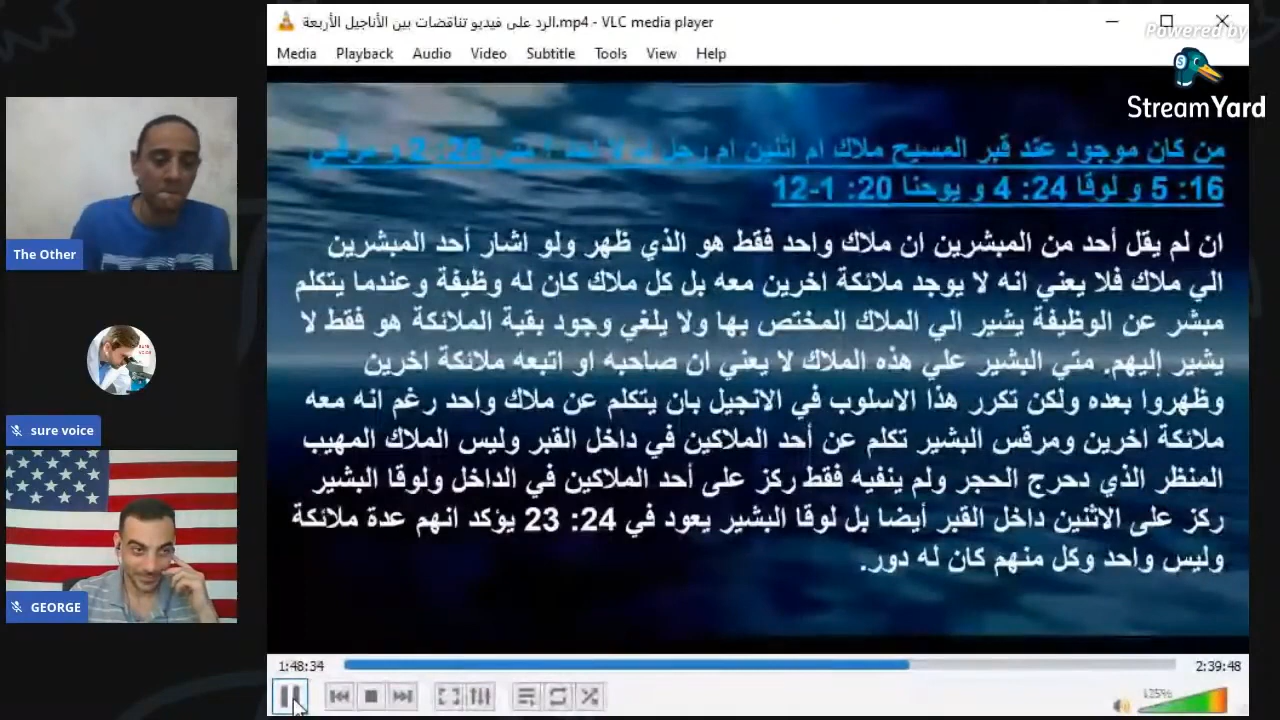 الرد على فيديو تناقضات بين الأناجيل الأربعة.mp4 - VLC media player
Media Playback Audio Video Subtitle Tools View Help
Powered by
StreamYard
The Other
sure voice
GEORGE
من كان موجود عند قبر المسيح ملاك ام اثنين ام رجل ام لا احد ؟ متي 28: 2 و مرقس
16: 5 و لوقا 24: 4 و يوحنا 20: 1-12
ان لم يقل أحد من المبشرين ان ملاك واحد فقط هو الذي ظهر ولو اشار أحد المبشرين
الي ملاك فلا يعني انه لا يوجد ملائكة اخرين معه بل كل ملاك كان له وظيفة وعندما يتكلم
مبشر عن الوظيفة يشير الي الملاك المختص بها ولا يلغي وجود بقية الملائكة هو فقط لا
يشير إليهم. متي البشير علي هذه الملاك لا يعني ان صاحبه او اتبعه ملائكة اخرين
وظهروا بعده ولكن تكرر هذا الاسلوب في الانجيل بان يتكلم عن ملاك واحد رغم انه معه
ملائكة اخرين ومرقس البشير تكلم عن أحد الملاكين في داخل القبر وليس الملاك المهيب
المنظر الذي دحرج الحجر ولم ينفيه فقط ركز على أحد الملاكين في الداخل ولوقا البشير
ركز على الاثنين داخل القبر أيضا بل لوقا البشير يعود في 24: 23 يؤكد انهم عدة ملائكة
وليس واحد وكل منهم كان له دور.
1:48:34
2:39:48
125%